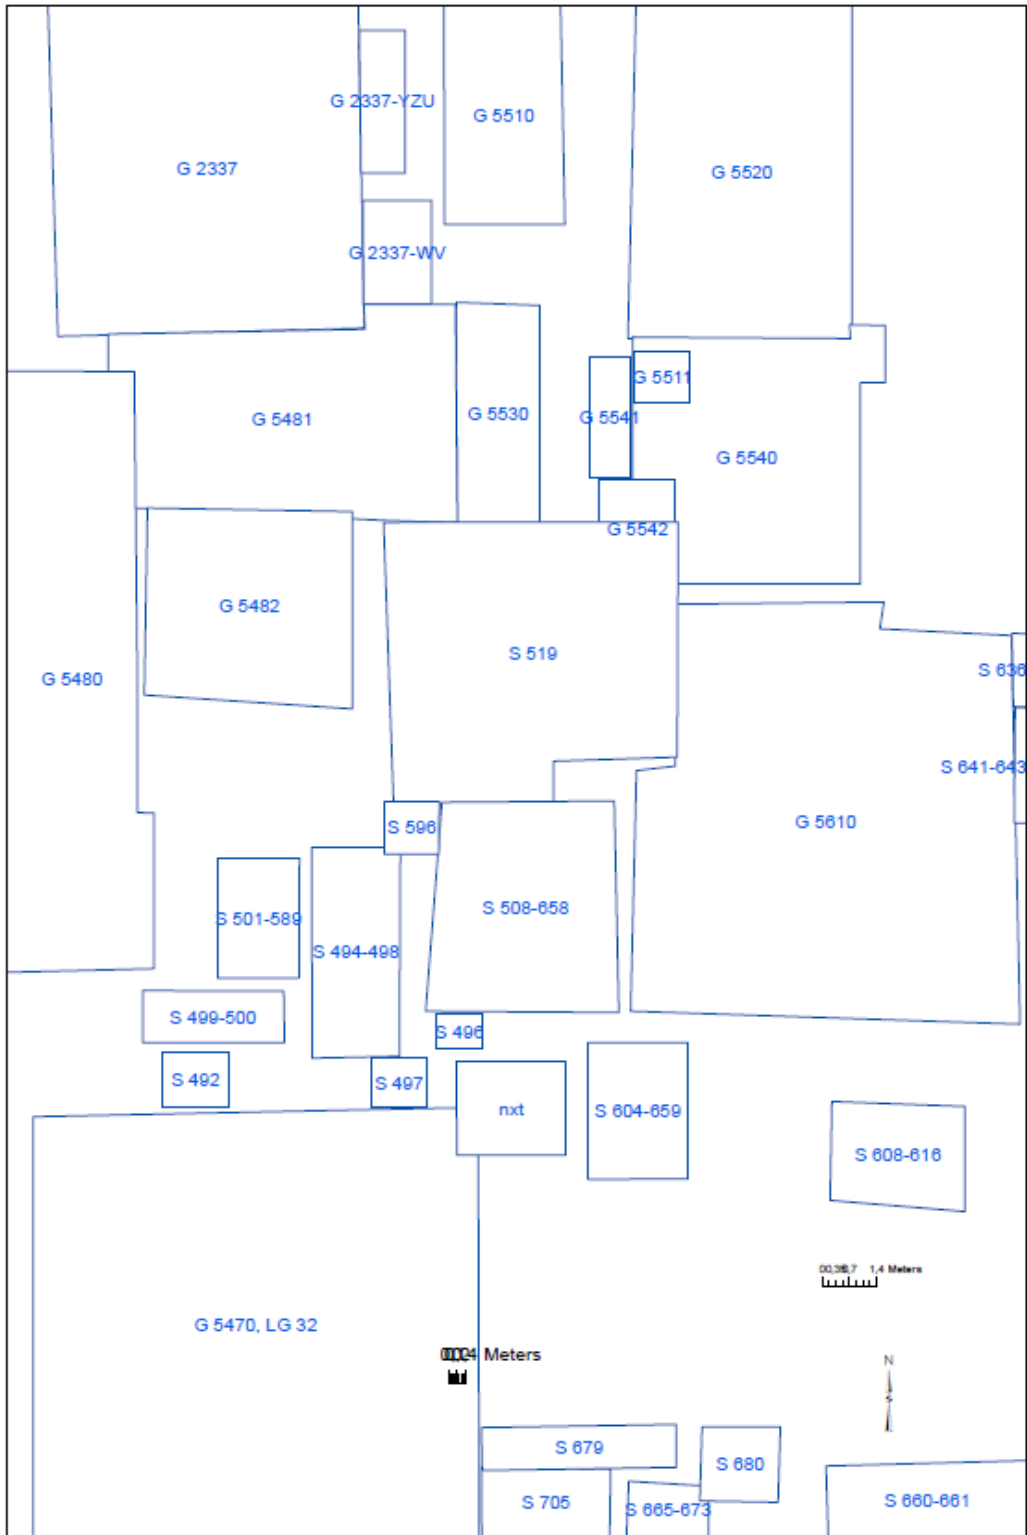 G 2337-YZU
G 5510
G 2337
G 5520
G 2337-WV
G 5511
G 5530
G 5541
G 5481
G 5540
G 5542
G 5482
S 519
S 636
G 5480
S 641-643
G 5610
S 596
S 508-658
S 501-589
S 494-498
S 499-500
S 496
S 492
S 497
nxt
S 604-659
S 608-616
1,4 Meters
G 5470, LG 32
Meters
N
S
S 679
S 680
S 705
S 665-673
S 660-661